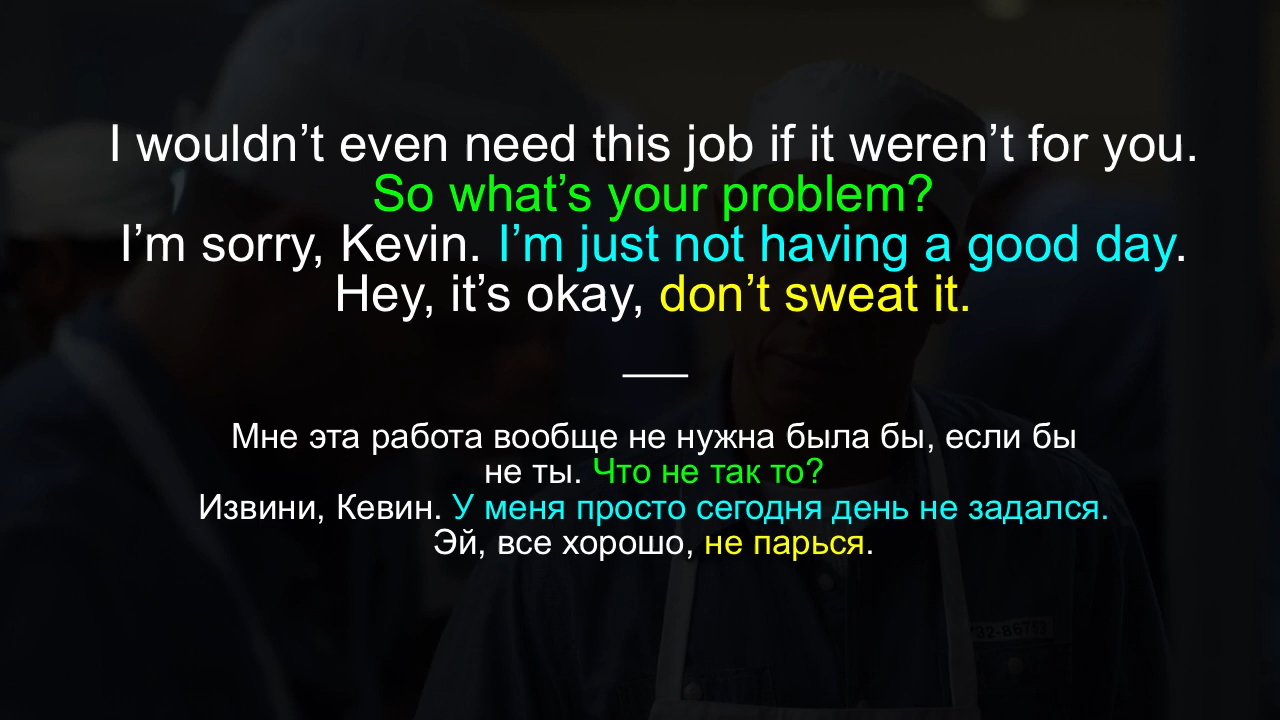 I wouldn’t even need this job if it weren’t for you.
So what’s your problem?
I’m sorry, Kevin. I’m just not having a good day.
Hey, it’s okay, don’t sweat it.
Мне эта работа вообще не нужна была бы, если бы
не ты. Что не так то?
Извини, Кевин. У меня просто сегодня день не задался.
Эй, все хорошо, не парься.